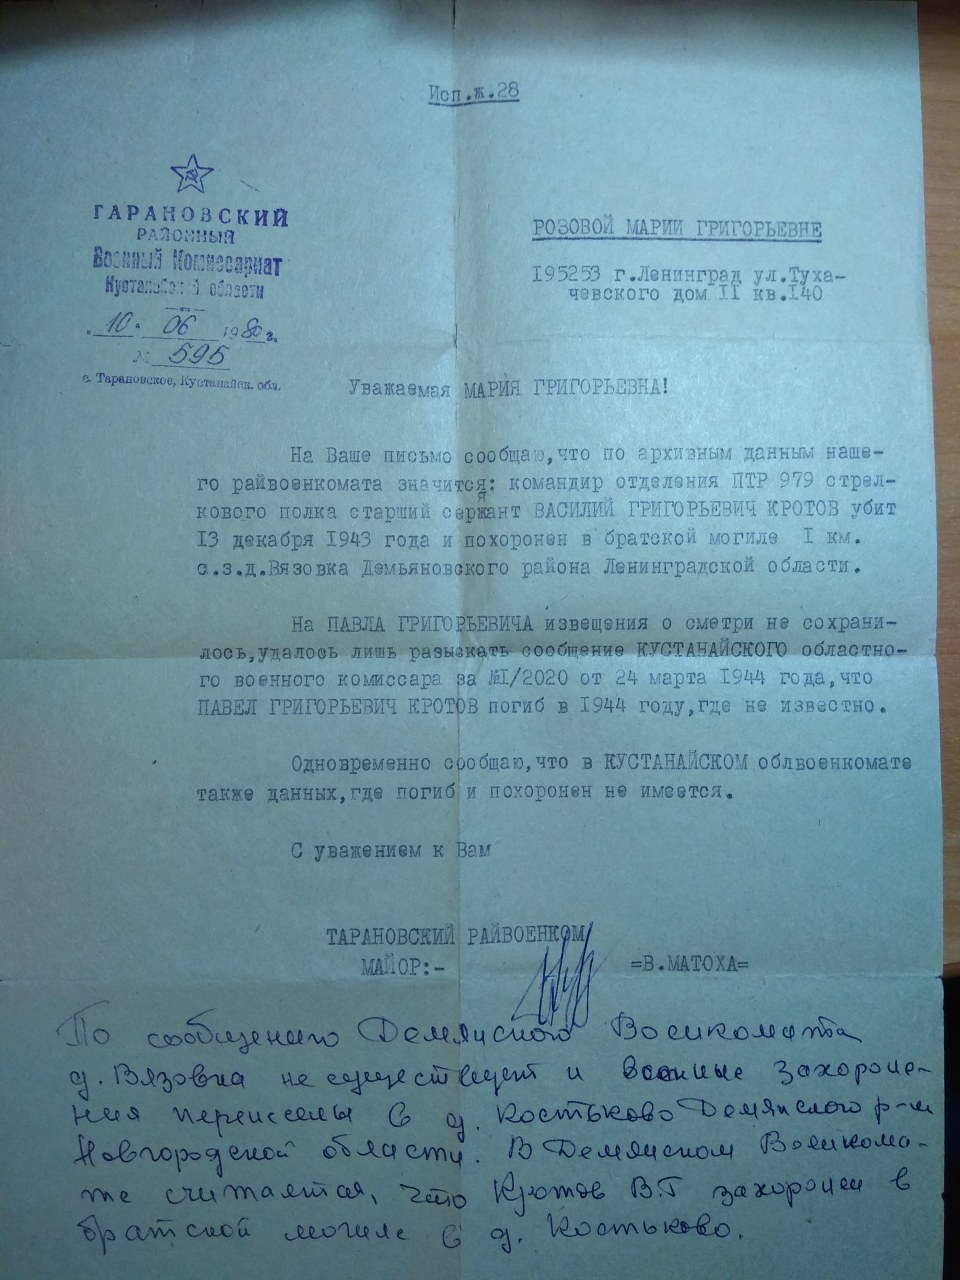 Исп.ж.28
ТАРАНОВСКИЙ
РАЙОННЫЙ
Военный Комиссариат
Кустанайской области
"10" 06 1980 г.
№ 595
с. Тарановское, Кустанайск. обл.
РОЗОВОЙ МАРИИ ГРИГОРЬЕВНЕ
195253 г.Ленинград ул.Туха-
чевского дом II кв.I40
Уважаемая МАРИЯ ГРИГОРЬЕВНА!
На Ваше письмо сообщаю,что по архивным данным наше-
го райвоенкомата значится: командир отделения ПТР 979 стрел-
кового полка старший сержант ВАСИЛИЙ ГРИГОРЬЕВИЧ КРОТОВ убит
I3 декабря I943 года и похоронен в братской могиле I км.
с.з.д.Вязовка Демьяновского района Ленинградской области.
На ПАВЛА ГРИГОРЬЕВИЧА извещения о сметри не сохрани-
лось,удалось лишь разыскать сообщение КУСТАНАЙСКОГО областно-
го военного комиссара за №I/2020 от 24 марта I944 года,что
ПАВЕЛ ГРИГОРЬЕВИЧ КРОТОВ погиб в I944 году,где не известно.
Одновременно сообщаю,что в КУСТАНАЙСКОМ облвоенкомате
также данных,где погиб и похоронен не имеется.
С уважением к Вам
ТАРАНОВСКИЙ РАЙВОЕНКОМ
МАЙОР:- =В.МАТОХА=
По сообщению Демянского Военкомата
д. Вязовка не существует и военные захороне-
ния перенесены в д. Костьково Демянского р-на
Новгородской области. В Демянском Военкома-
те считается, что Кротов В.Г захоронен в
братской могиле в д. Костьково.